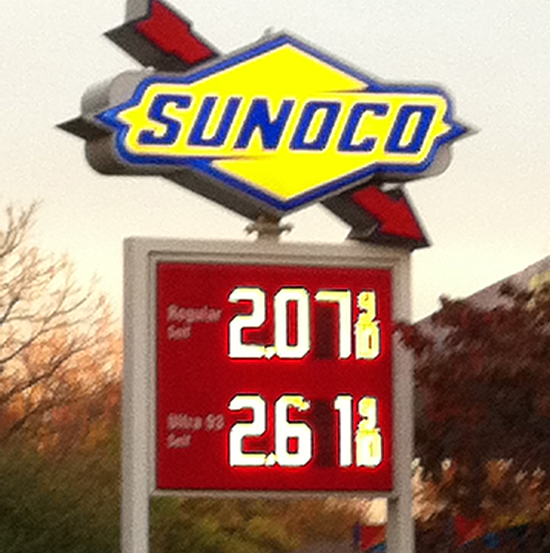 SUNOCO
Regular 2.07 9/10
Self
Ultra 93 2.61 9/10
Self